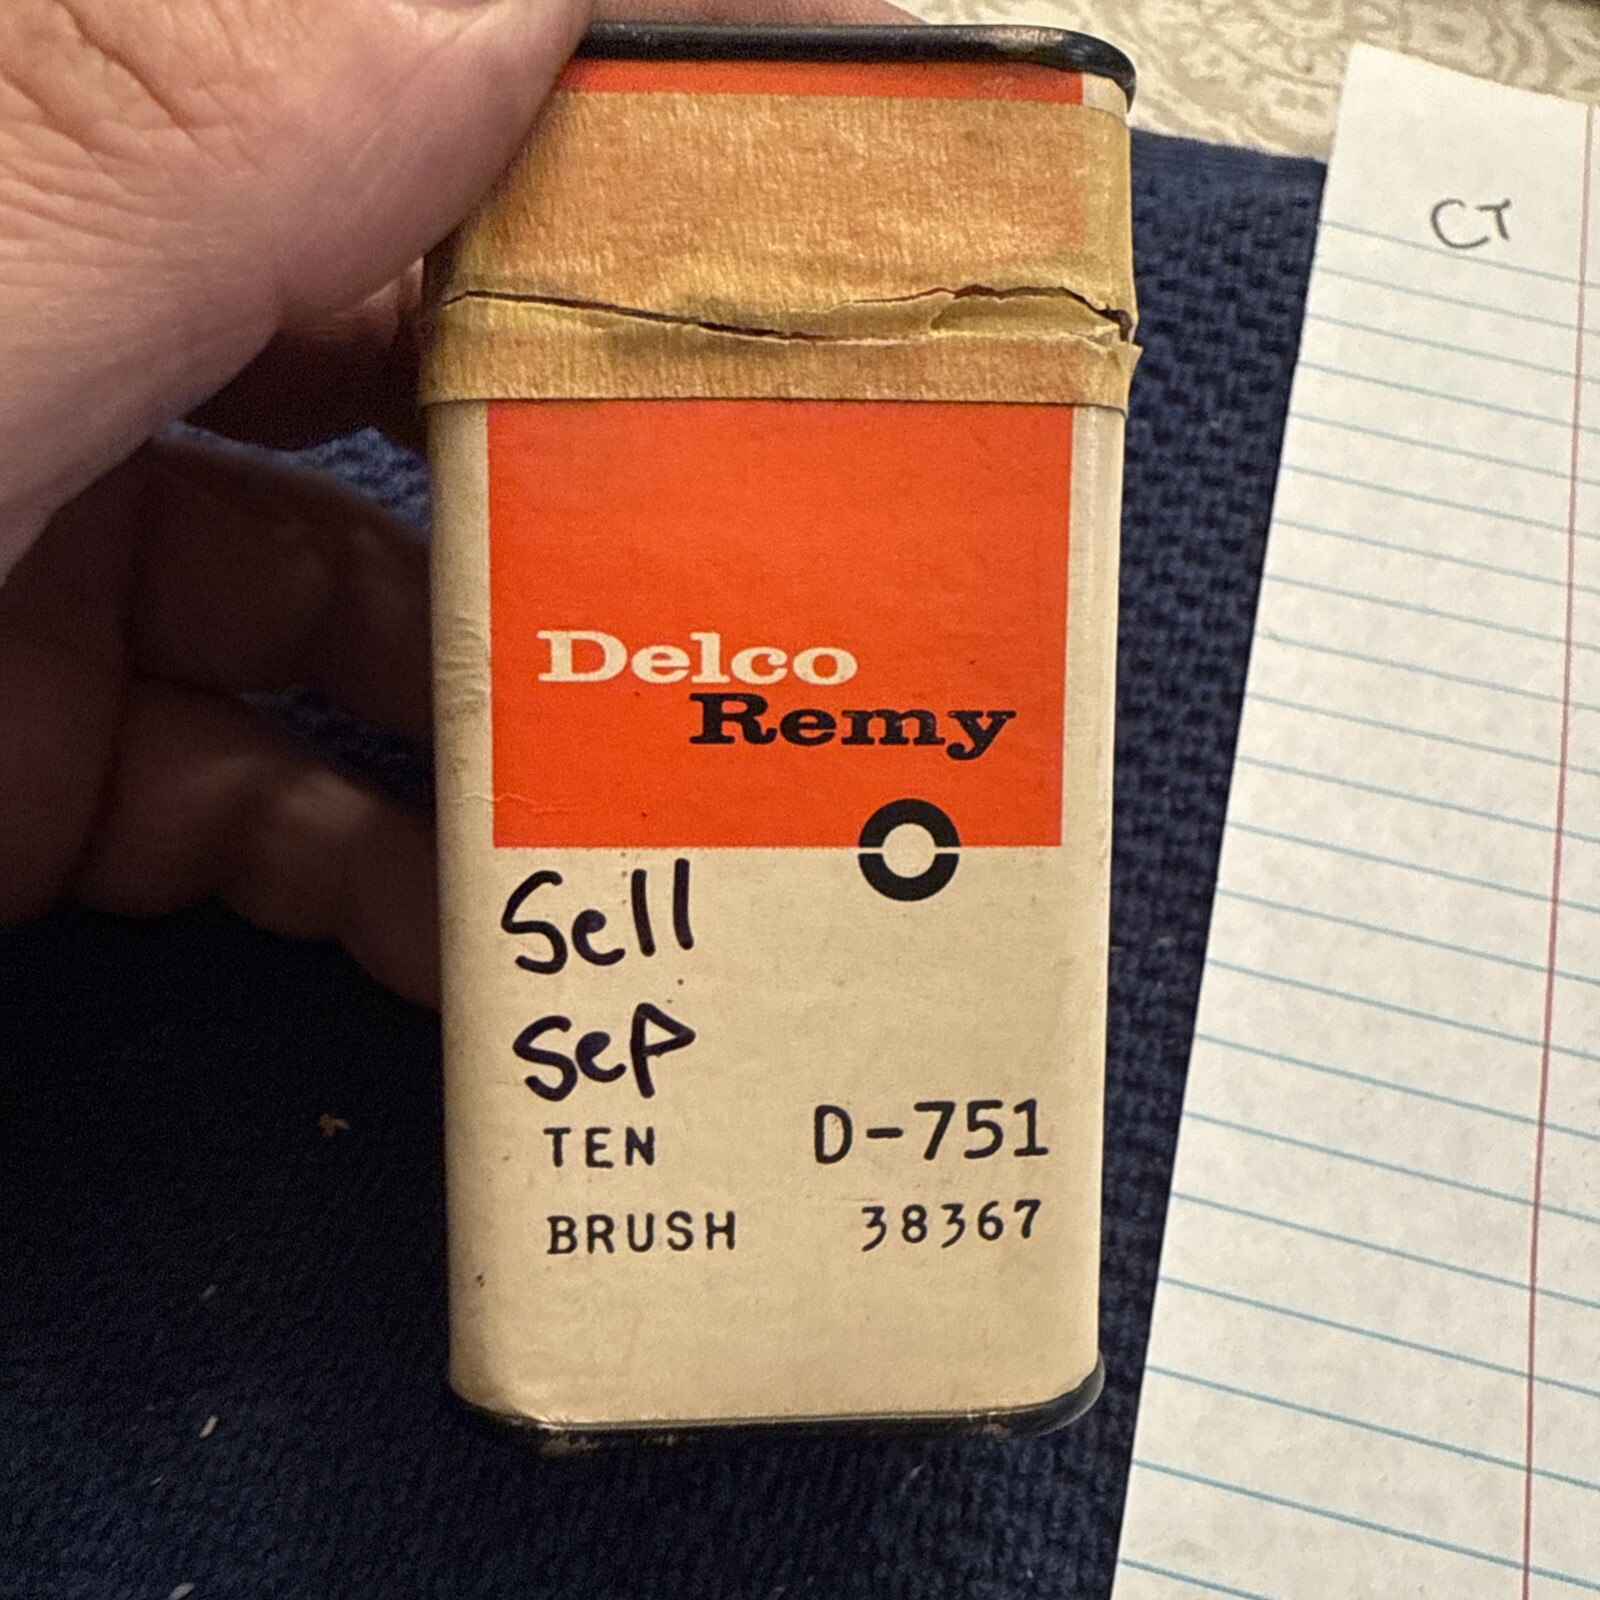 CT
Delco
Remy
Sell
Sep
TEN D-751
BRUSH 38367